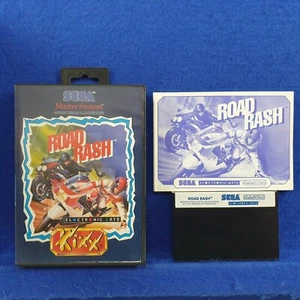 SEGA
Master System
ROAD RASH
ELECTRONIC ARTS
Kixx
ROAD
RASH
SEGA
ELECTRONIC ARTS
ROAD RASH
SEGA